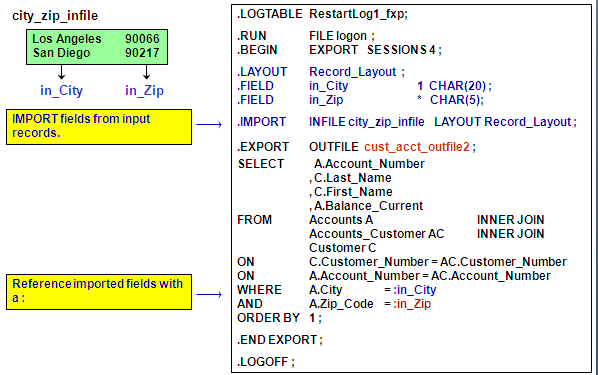 city_zip_infile
Los Angeles 90066
San Diego 90217
in_City in_Zip
IMPORT fields from input
records.
Reference imported fields with
a :
.LOGTABLE RestartLog1_fxp;
.RUN FILE logon ;
.BEGIN EXPORT SESSIONS 4 ;
.LAYOUT Record_Layout ;
.FIELD in_City 1 CHAR(20) ;
.FIELD in_Zip * CHAR(5);
.IMPORT INFILE city_zip_infile LAYOUT Record_Layout ;
.EXPORT OUTFILE cust_acct_outfile2 ;
SELECT A.Account_Number
, C.Last_Name
, C.First_Name
, A.Balance_Current
FROM Accounts A INNER JOIN
Accounts_Customer AC INNER JOIN
Customer C
ON C.Customer_Number = AC.Customer_Number
ON A.Account_Number = AC.Account_Number
WHERE A.City = :in_City
AND A.Zip_Code = :in_Zip
ORDER BY 1 ;
.END EXPORT ;
.LOGOFF ;